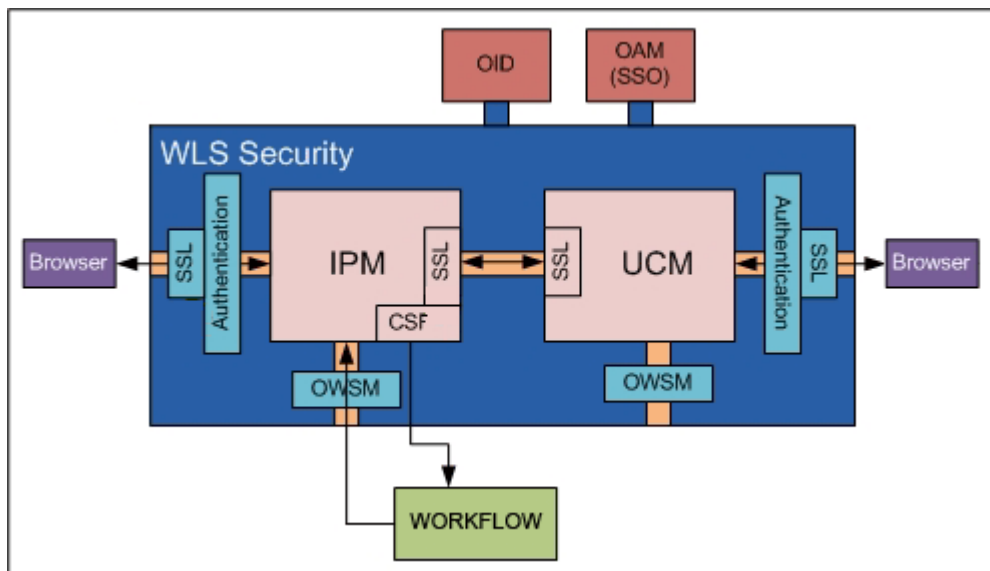 OID
OAM
(SSO)
WLS Security
Browser
SSL
Authentication
IPM
SSL
CSF
SSL
UCM
Authentication
SSL
Browser
OWSM
OWSM
WORKFLOW